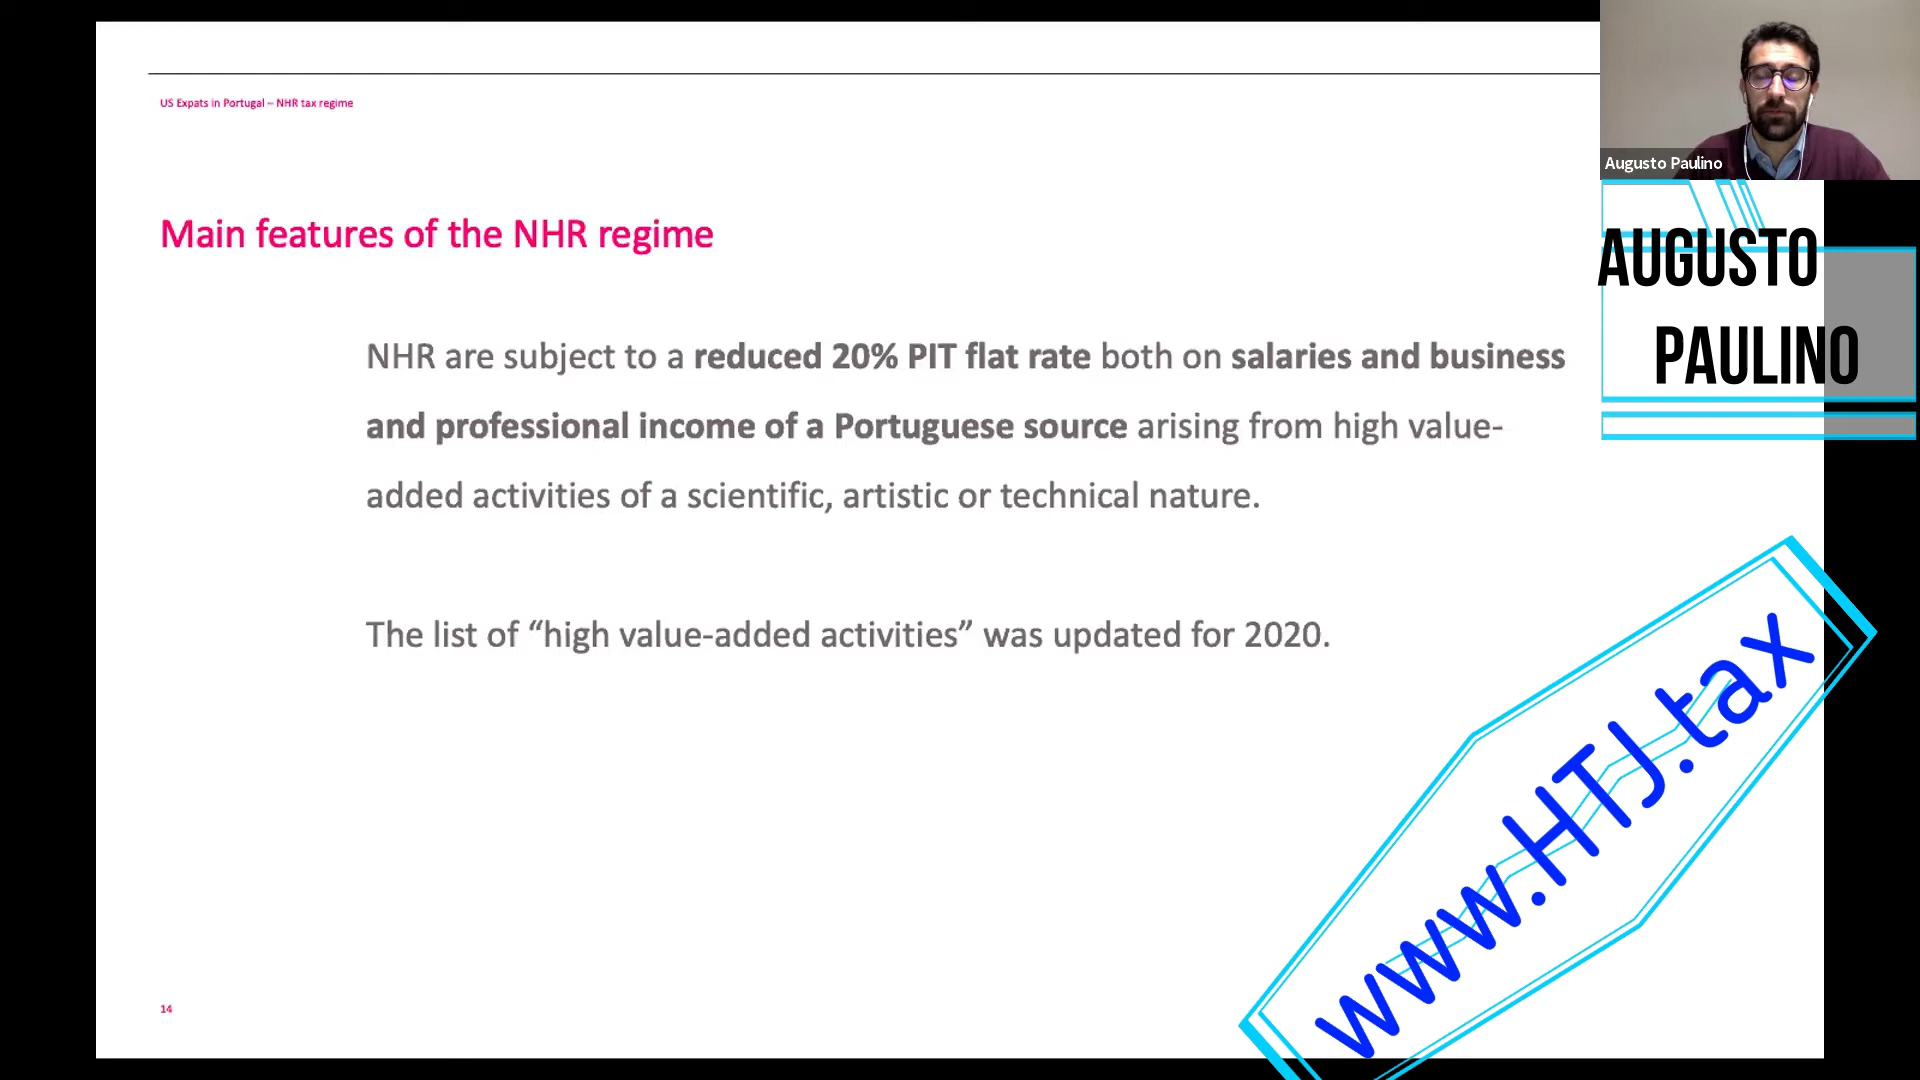 US Expats in Portugal – NHR tax regime
Main features of the NHR regime
NHR are subject to a reduced 20% PIT flat rate both on salaries and business
and professional income of a Portuguese source arising from high value-
added activities of a scientific, artistic or technical nature.
The list of “high value-added activities” was updated for 2020.
14
Augusto Paulino
AUGUSTO
PAULINO
www.HTJ.tax